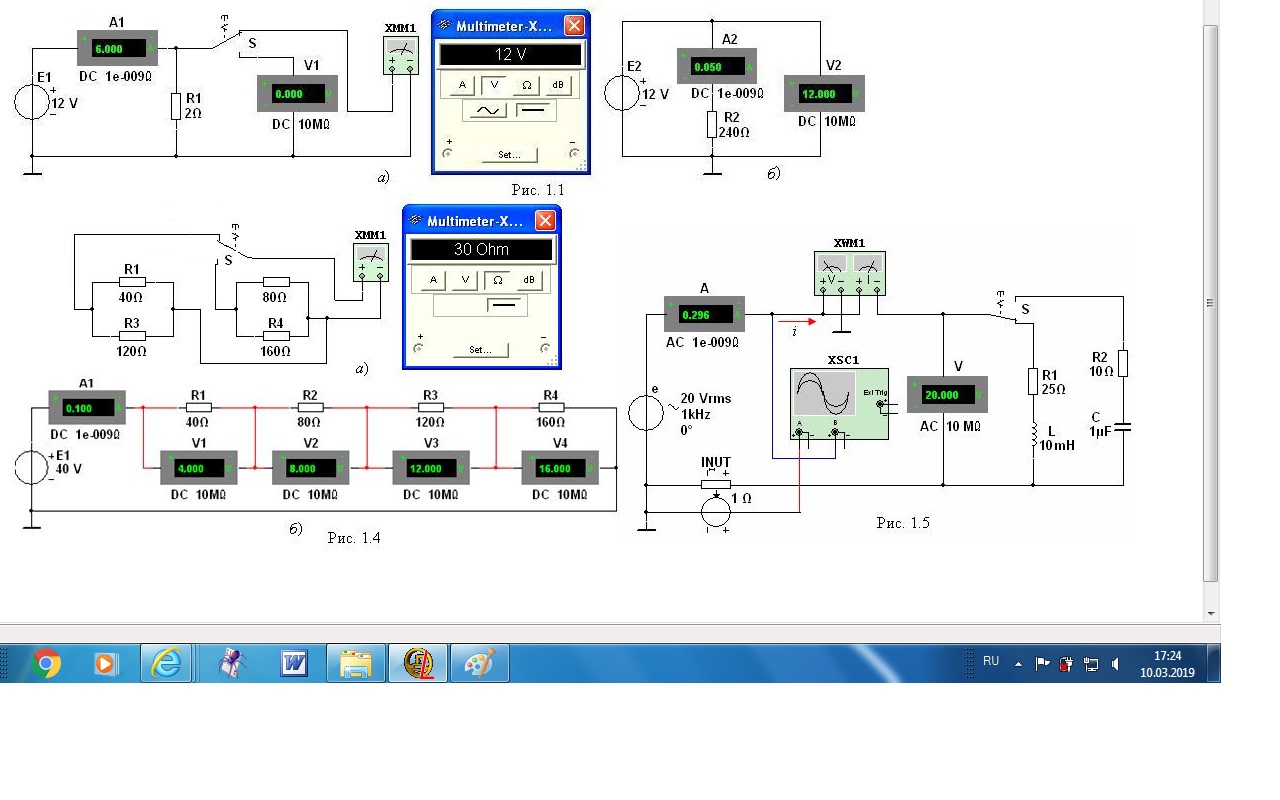 A1
6.000
DC 1e-009Ω
E1
12 V
R1
2Ω
S
V1
0.000
DC 10MΩ
XMM1
а)
Multimeter-X...
12 V
A V Ω dB
Set...
Рис. 1.1
E2
12 V
A2
0.050
DC 1e-009Ω
R2
240Ω
V2
12.000
DC 10MΩ
б)
S
R1
40Ω
R3
120Ω
80Ω
R4
160Ω
XMM1
а)
Multimeter-X...
30 Ohm
A V Ω dB
Set...
A1
0.100
DC 1e-009Ω
E1
40 V
R1
40Ω
R2
80Ω
R3
120Ω
R4
160Ω
V1
4.000
DC 10MΩ
V2
8.000
DC 10MΩ
V3
12.000
DC 10MΩ
V4
16.000
DC 10MΩ
б)
Рис. 1.4
A
0.296
AC 1e-009Ω
i
XWM1
V I
XSC1
Ext Trig
A B
e
20 Vrms
1kHz
0°
INUT
1 Ω
V
20.000
AC 10 MΩ
S
R1
25Ω
L
10mH
R2
10Ω
C
1µF
Рис. 1.5
RU
17:24
10.03.2019